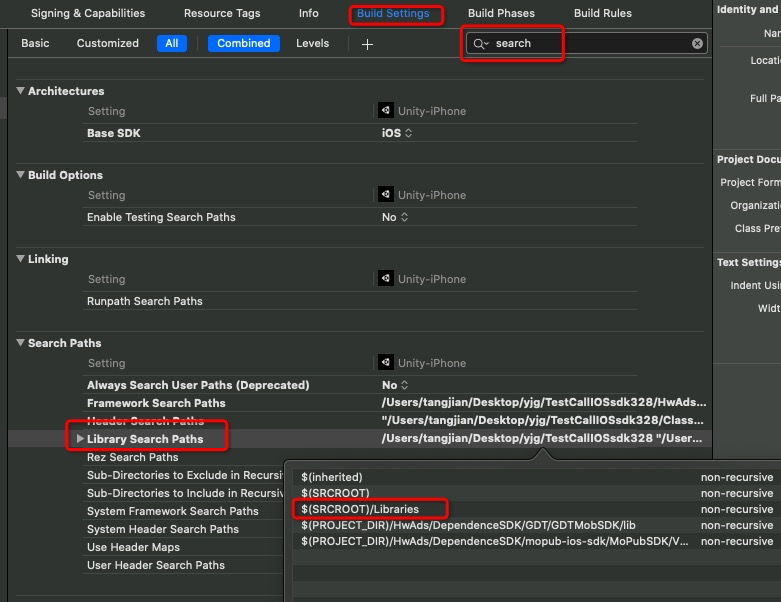 Signing & Capabilities Resource Tags Info Build Settings Build Phases Build Rules
Basic Customized All Combined Levels + search
Architectures
Setting Unity-iPhone
Base SDK iOS
Build Options
Setting Unity-iPhone
Enable Testing Search Paths No
Linking
Setting Unity-iPhone
Runpath Search Paths
Search Paths
Setting Unity-iPhone
Always Search User Paths (Deprecated) No
Framework Search Paths /Users/tangjian/Desktop/yjg/TestCallIOSsdk328/HwAds...
Header Search Paths "/Users/tangjian/Desktop/yjg/TestCallIOSsdk328/Class...
Library Search Paths /Users/tangjian/Desktop/yjg/TestCallIOSsdk328 "/User...
Rez Search Paths
Sub-Directories to Exclude in Recursi
Sub-Directories to Include in Recursiv
System Framework Search Paths
System Header Search Paths
Use Header Maps
User Header Search Paths
$(inherited) non-recursive
$(SRCROOT) non-recursive
$(SRCROOT)/Libraries non-recursive
$(PROJECT_DIR)/HwAds/DependenceSDK/GDT/GDTMobSDK/lib non-recursive
$(PROJECT_DIR)/HwAds/DependenceSDK/mopub-ios-sdk/MoPubSDK/V... non-recursive
Identity and
Nam
Locati
Full Pa
Project Docu
Project Form
Organizati
Class Pref
Text Settings
Indent Usin
Widt